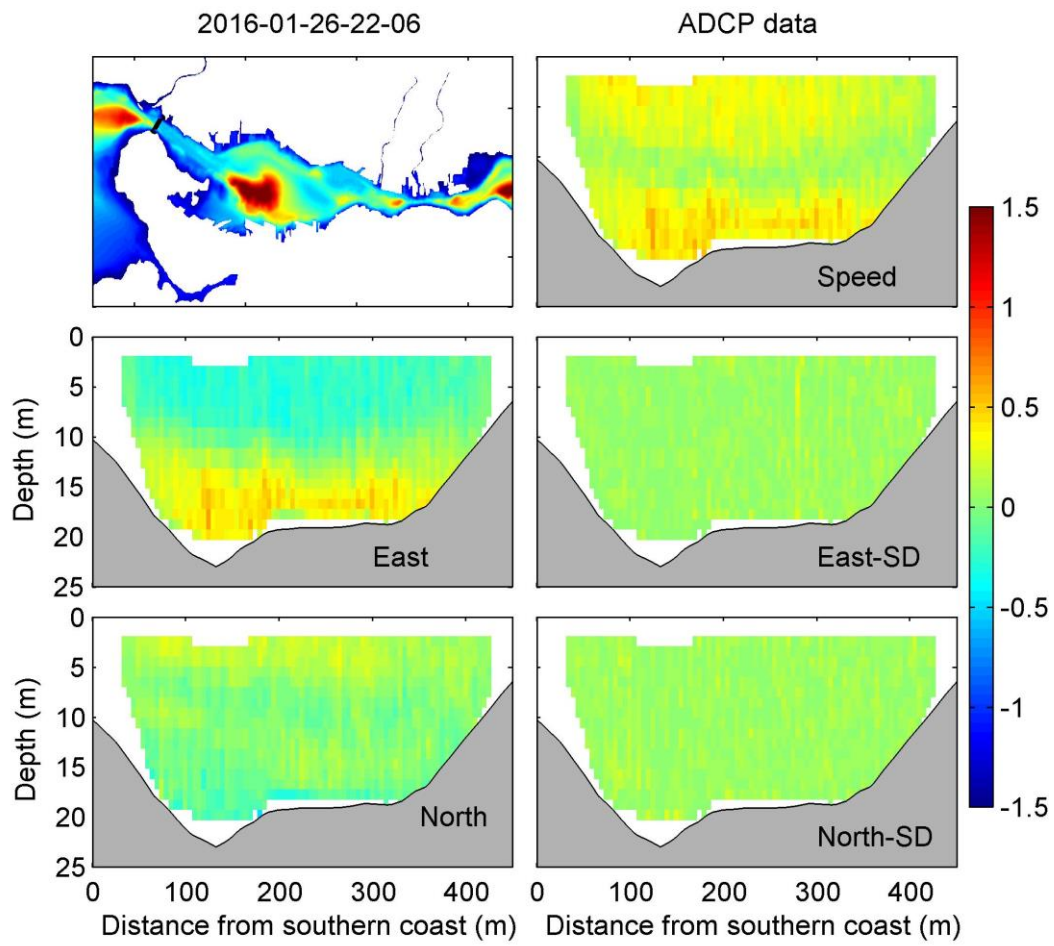 2016-01-26-22-06
ADCP data
Speed
1.5
1
0.5
0
-0.5
-1
-1.5
0
5
10
15
20
25
Depth (m)
East
East-SD
0
5
10
15
20
25
Depth (m)
North
North-SD
0 100 200 300 400
0 100 200 300 400
Distance from southern coast (m)
Distance from southern coast (m)